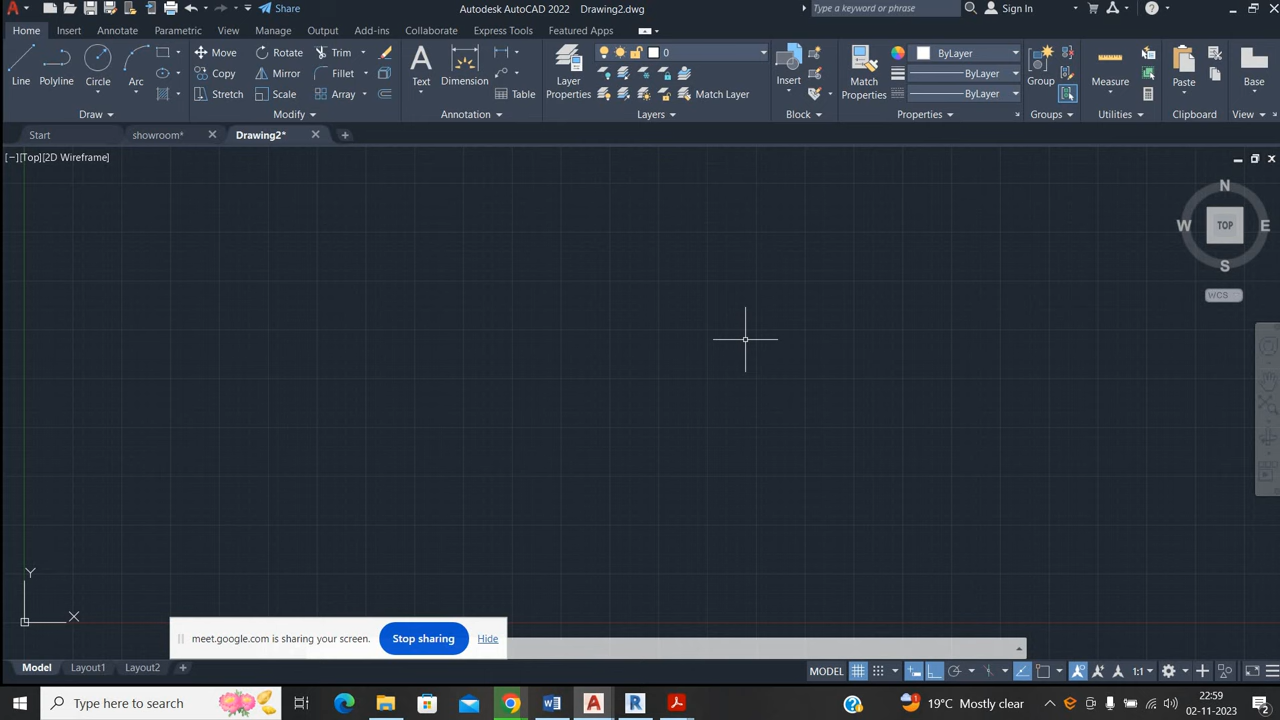 Share
Autodesk AutoCAD 2022 Drawing2.dwg
Type a keyword or phrase
Sign In
Home Insert Annotate Parametric View Manage Output Add-ins Collaborate Express Tools Featured Apps
Line
Polyline
Circle
Arc
Move
Rotate
Trim
Copy
Mirror
Fillet
Stretch
Scale
Array
Text
Dimension
Table
Layer
Properties
0
Match Layer
Insert
Match
Properties
ByLayer
ByLayer
ByLayer
Group
Measure
Paste
Base
Draw
Modify
Annotation
Layers
Block
Properties
Groups
Utilities
Clipboard
View
Start
showroom*
Drawing2*
[−][Top][2D Wireframe]
N
W
TOP
E
S
WCS
Y
X
meet.google.com is sharing your screen.
Stop sharing
Hide
Model Layout1 Layout2
MODEL
1:1
Type here to search
W
A
R
19°C Mostly clear
22:59
02-11-2023
2